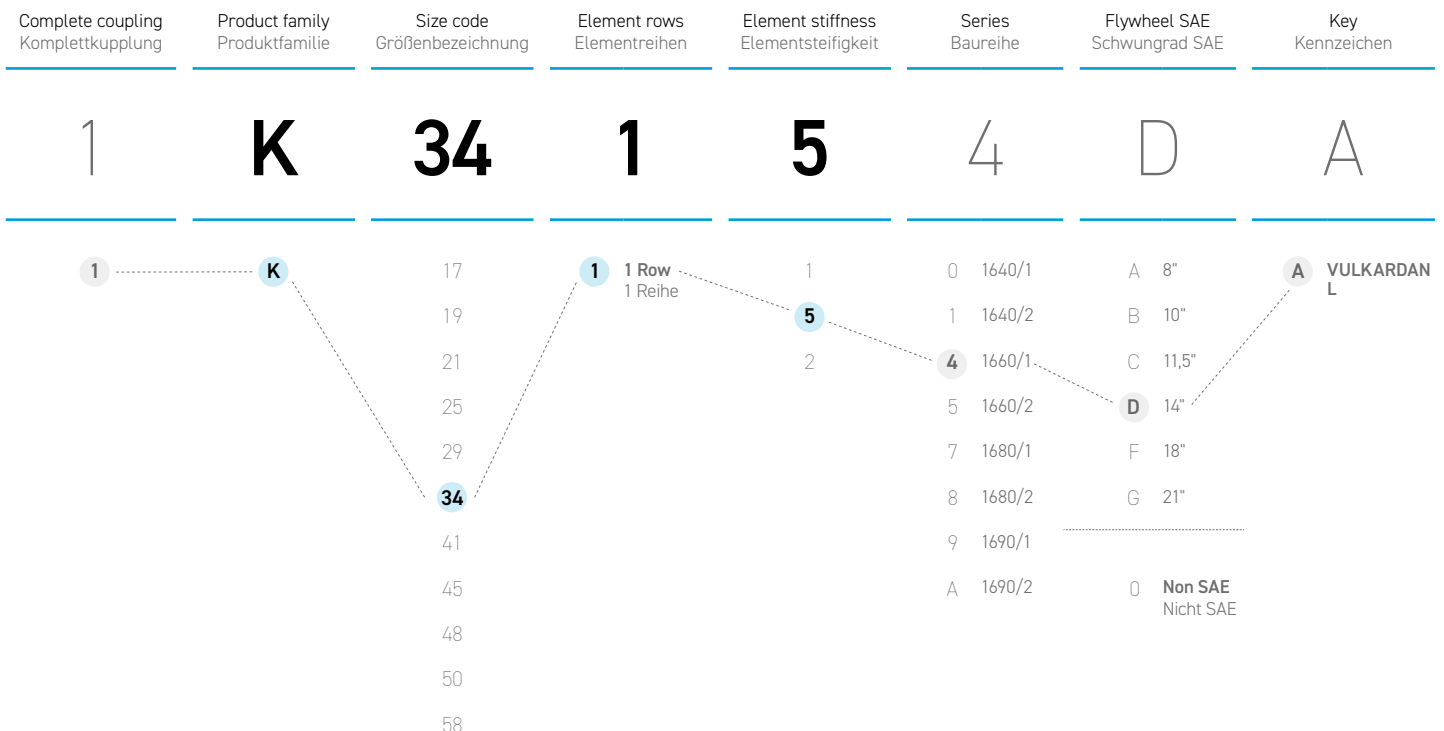 Complete coupling Product family Size code Element rows Element stiffness Series Flywheel SAE Key
Komplettkupplung Produktfamilie Größenbezeichnung Elementreihen Elementsteifigkeit Baureihe Schwungrad SAE Kennzeichen
1 K 34 1 5 4 D A
1 K 17 1 1 Row 1 0 1640/1 A 8" A VULKARDAN
1 Reihe L
19 5 1 1640/2 B 10"
21 2 4 1660/1 C 11,5"
25 5 1660/2 D 14"
29 7 1680/1 F 18"
34 8 1680/2 G 21"
41 9 1690/1
45 A 1690/2 0 Non SAE
Nicht SAE
48
50
58